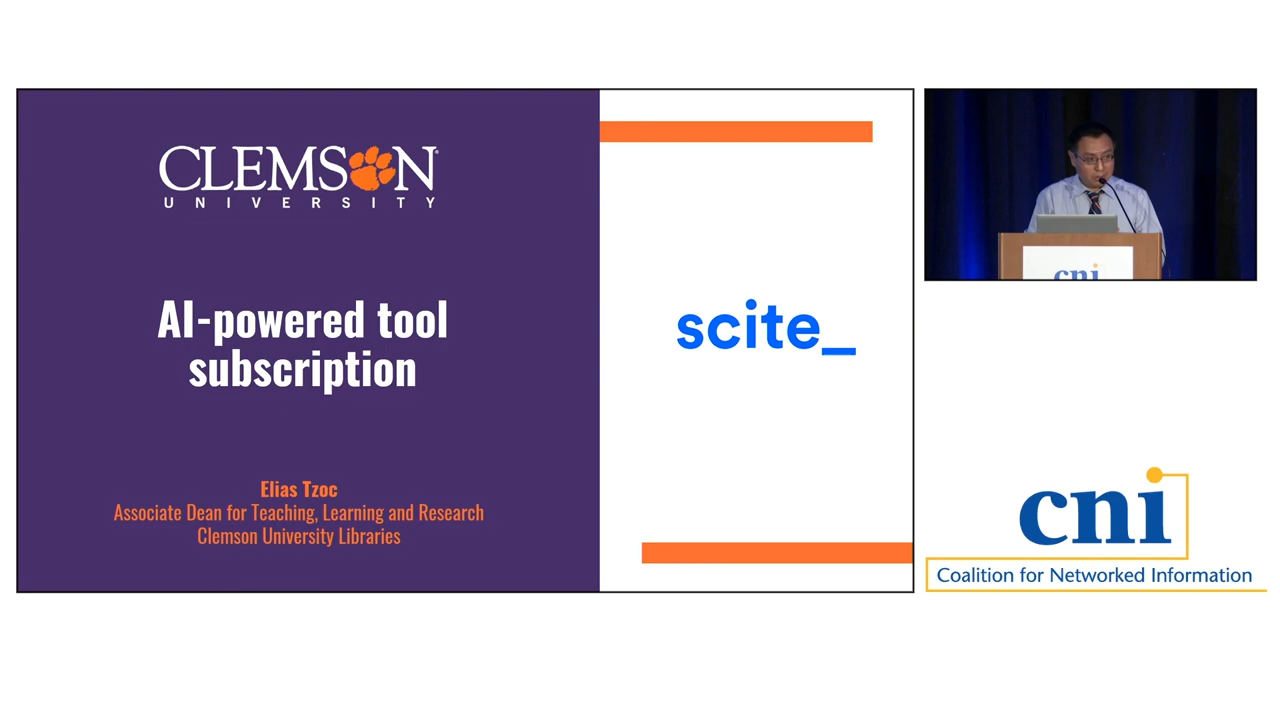 CLEMSON
UNIVERSITY
AI-powered tool
subscription
Elias Tzoc
Associate Dean for Teaching, Learning and Research
Clemson University Libraries
scite_
cni
cni
Coalition for Networked Information